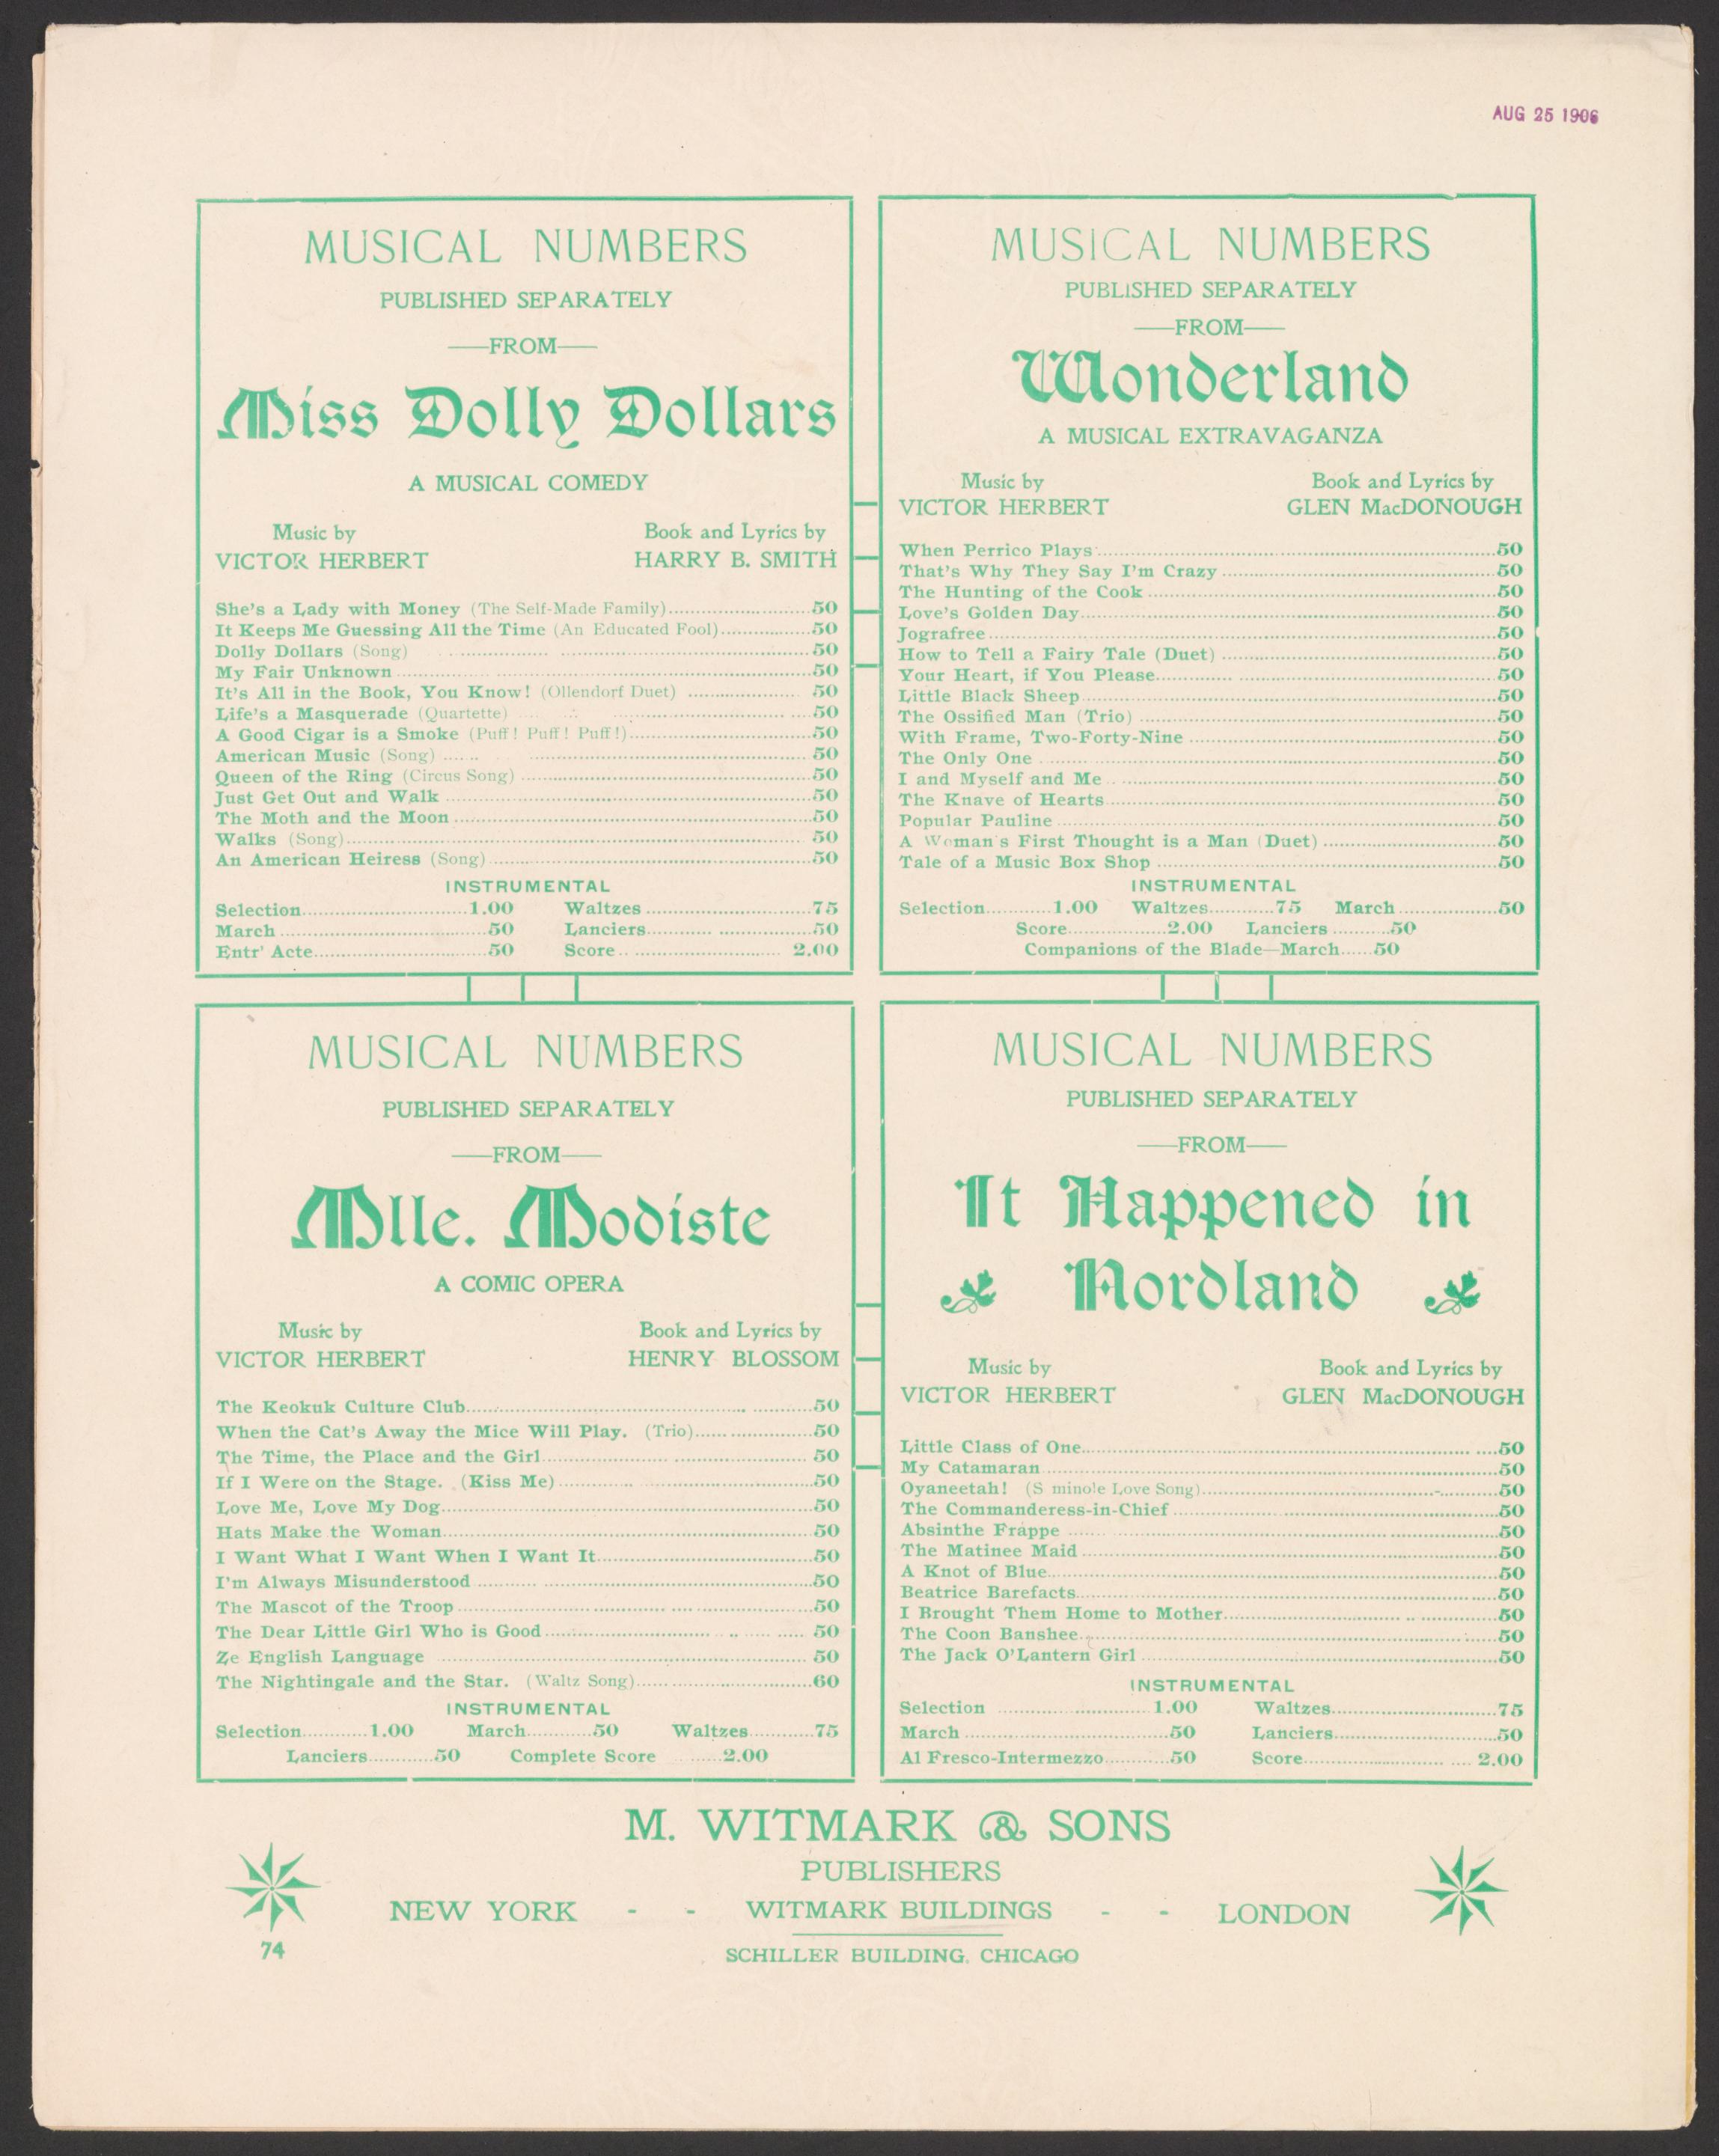 AUG 25 1906
MUSICAL NUMBERS
PUBLISHED SEPARATELY
—FROM—
Miss Dolly Dollars
A MUSICAL COMEDY
Music by Book and Lyrics by
VICTOR HERBERT HARRY B. SMITH
She's a Lady with Money (The Self-Made Family) 50
It Keeps Me Guessing All the Time (An Educated Fool) 50
Dolly Dollars (Song) 50
My Fair Unknown 50
It's All in the Book, You Know! (Ollendorf Duet) 50
Life's a Masquerade (Quartette) 50
A Good Cigar is a Smoke (Puff! Puff! Puff!) 50
American Music (Song) 50
Queen of the Ring (Circus Song) 50
Just Get Out and Walk 50
The Moth and the Moon 50
Walks (Song) 50
An American Heiress (Song) 50
INSTRUMENTAL
Selection 1.00 Waltzes 75
March 50 Lanciers 50
Entr' Acte 50 Score 2.00
MUSICAL NUMBERS
PUBLISHED SEPARATELY
—FROM—
Wonderland
A MUSICAL EXTRAVAGANZA
Music by Book and Lyrics by
VICTOR HERBERT GLEN MacDONOUGH
When Perrico Plays 50
That's Why They Say I'm Crazy 50
The Hunting of the Cook 50
Love's Golden Day 50
Jografree 50
How to Tell a Fairy Tale (Duet) 50
Your Heart, if You Please 50
Little Black Sheep 50
The Ossified Man (Trio) 50
With Frame, Two-Forty-Nine 50
The Only One 50
I and Myself and Me 50
The Knave of Hearts 50
Popular Pauline 50
A Woman's First Thought is a Man (Duet) 50
Tale of a Music Box Shop 50
INSTRUMENTAL
Selection 1.00 Waltzes 75 March 50
Score 2.00 Lanciers 50
Companions of the Blade—March 50
MUSICAL NUMBERS
PUBLISHED SEPARATELY
—FROM—
Mlle. Modiste
A COMIC OPERA
Music by Book and Lyrics by
VICTOR HERBERT HENRY BLOSSOM
The Keokuk Culture Club 50
When the Cat's Away the Mice Will Play. (Trio) 50
The Time, the Place and the Girl 50
If I Were on the Stage. (Kiss Me) 50
Love Me, Love My Dog 50
Hats Make the Woman 50
I Want What I Want When I Want It 50
I'm Always Misunderstood 50
The Mascot of the Troop 50
The Dear Little Girl Who is Good 50
Ze English Language 50
The Nightingale and the Star. (Waltz Song) 60
INSTRUMENTAL
Selection 1.00 March 50 Waltzes 75
Lanciers 50 Complete Score 2.00
MUSICAL NUMBERS
PUBLISHED SEPARATELY
—FROM—
It Happened in
Nordland
Music by Book and Lyrics by
VICTOR HERBERT GLEN MacDONOUGH
Little Class of One 50
My Catamaran 50
Oyaneetah! (S minole Love Song) 50
The Commanderess-in-Chief 50
Absinthe Frappe 50
The Matinee Maid 50
A Knot of Blue 50
Beatrice Barefacts 50
I Brought Them Home to Mother 50
The Coon Banshee 50
The Jack O'Lantern Girl 50
INSTRUMENTAL
Selection 1.00 Waltzes 75
March 50 Lanciers 50
Al Fresco-Intermezzo 50 Score 2.00
M. WITMARK & SONS
PUBLISHERS
NEW YORK - - WITMARK BUILDINGS - - LONDON
SCHILLER BUILDING, CHICAGO
74